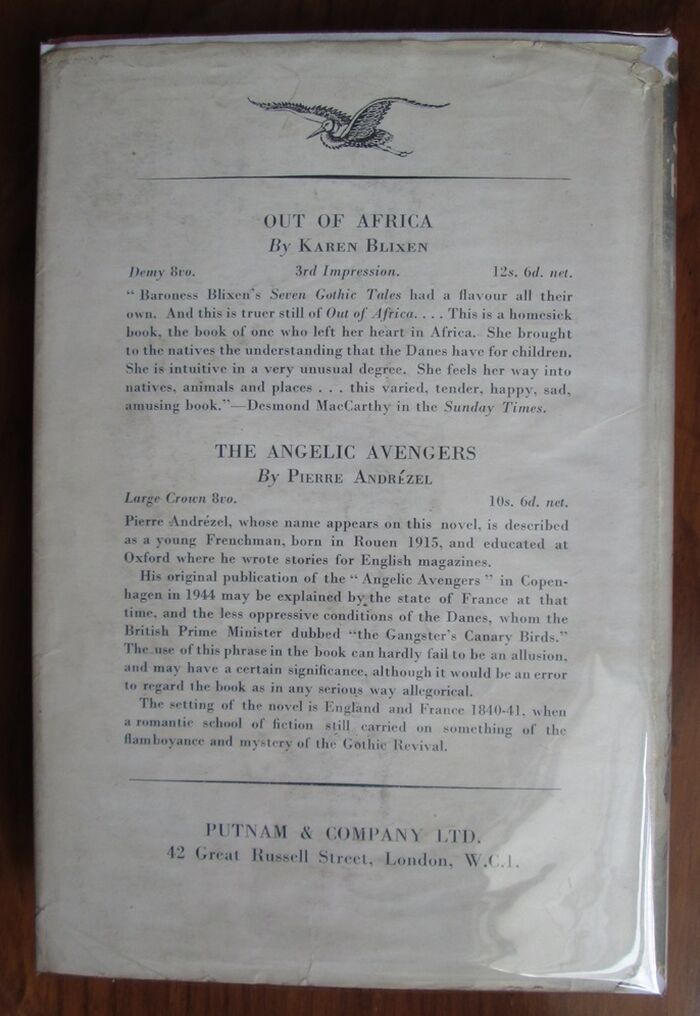 OUT OF AFRICA
By KAREN BLIXEN
Demy 8vo. 3rd Impression. 12s. 6d. net.
“ Baroness Blixen's Seven Gothic Tales had a flavour all their
own. And this is truer still of Out of Africa. . . . This is a homesick
book, the book of one who left her heart in Africa. She brought
to the natives the understanding that the Danes have for children.
She is intuitive in a very unusual degree. She feels her way into
natives, animals and places . . . this varied, tender, happy, sad,
amusing book.”—Desmond MacCarthy in the Sunday Times.
THE ANGELIC AVENGERS
By PIERRE ANDRÉZEL
Large Crown 8vo. 10s. 6d. net.
Pierre Andrézel, whose name appears on this novel, is described
as a young Frenchman, born in Rouen 1915, and educated at
Oxford where he wrote stories for English magazines.
His original publication of the “ Angelic Avengers ” in Copen-
hagen in 1944 may be explained by the state of France at that
time, and the less oppressive conditions of the Danes, whom the
British Prime Minister dubbed “the Gangster's Canary Birds.”
The use of this phrase in the book can hardly fail to be an allusion,
and may have a certain significance, although it would be an error
to regard the book as in any serious way allegorical.
The setting of the novel is England and France 1840-41, when
a romantic school of fiction still carried on something of the
flamboyance and mystery of the Gothic Revival.
PUTNAM & COMPANY LTD.
42 Great Russell Street, London, W.C.1.